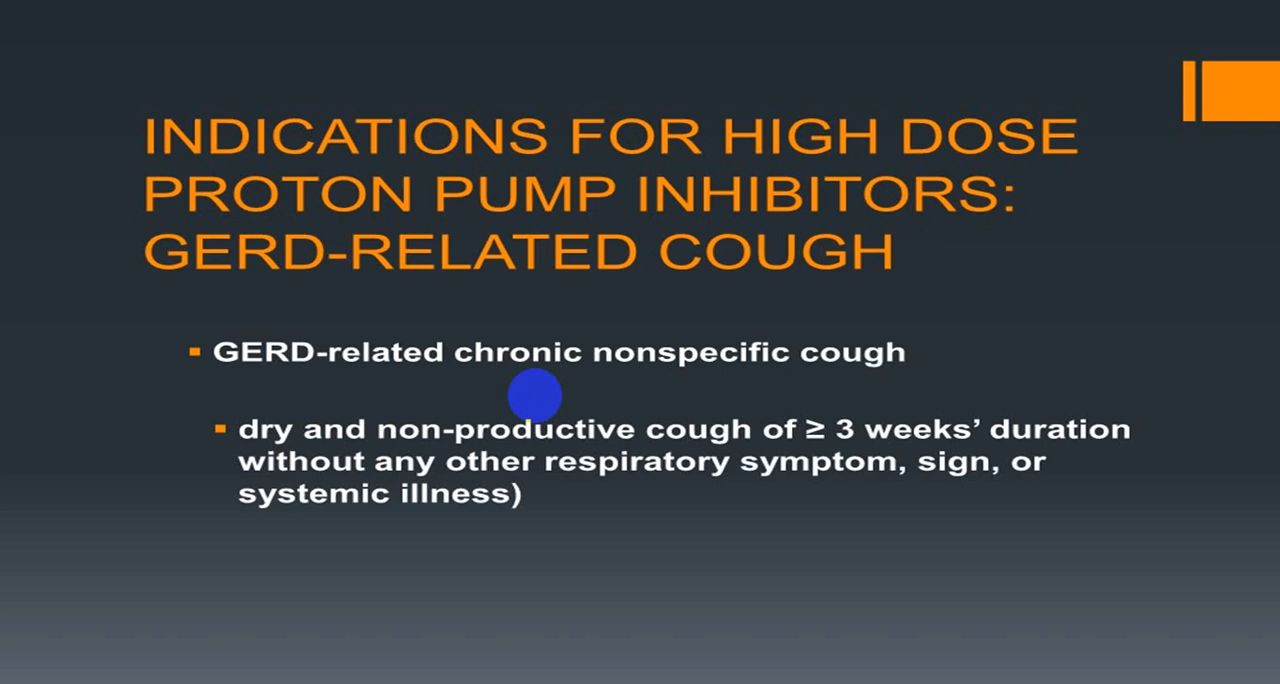 INDICATIONS FOR HIGH DOSE
PROTON PUMP INHIBITORS:
GERD-RELATED COUGH
GERD-related chronic nonspecific cough
dry and non-productive cough of ≥ 3 weeks’ duration
without any other respiratory symptom, sign, or
systemic illness)